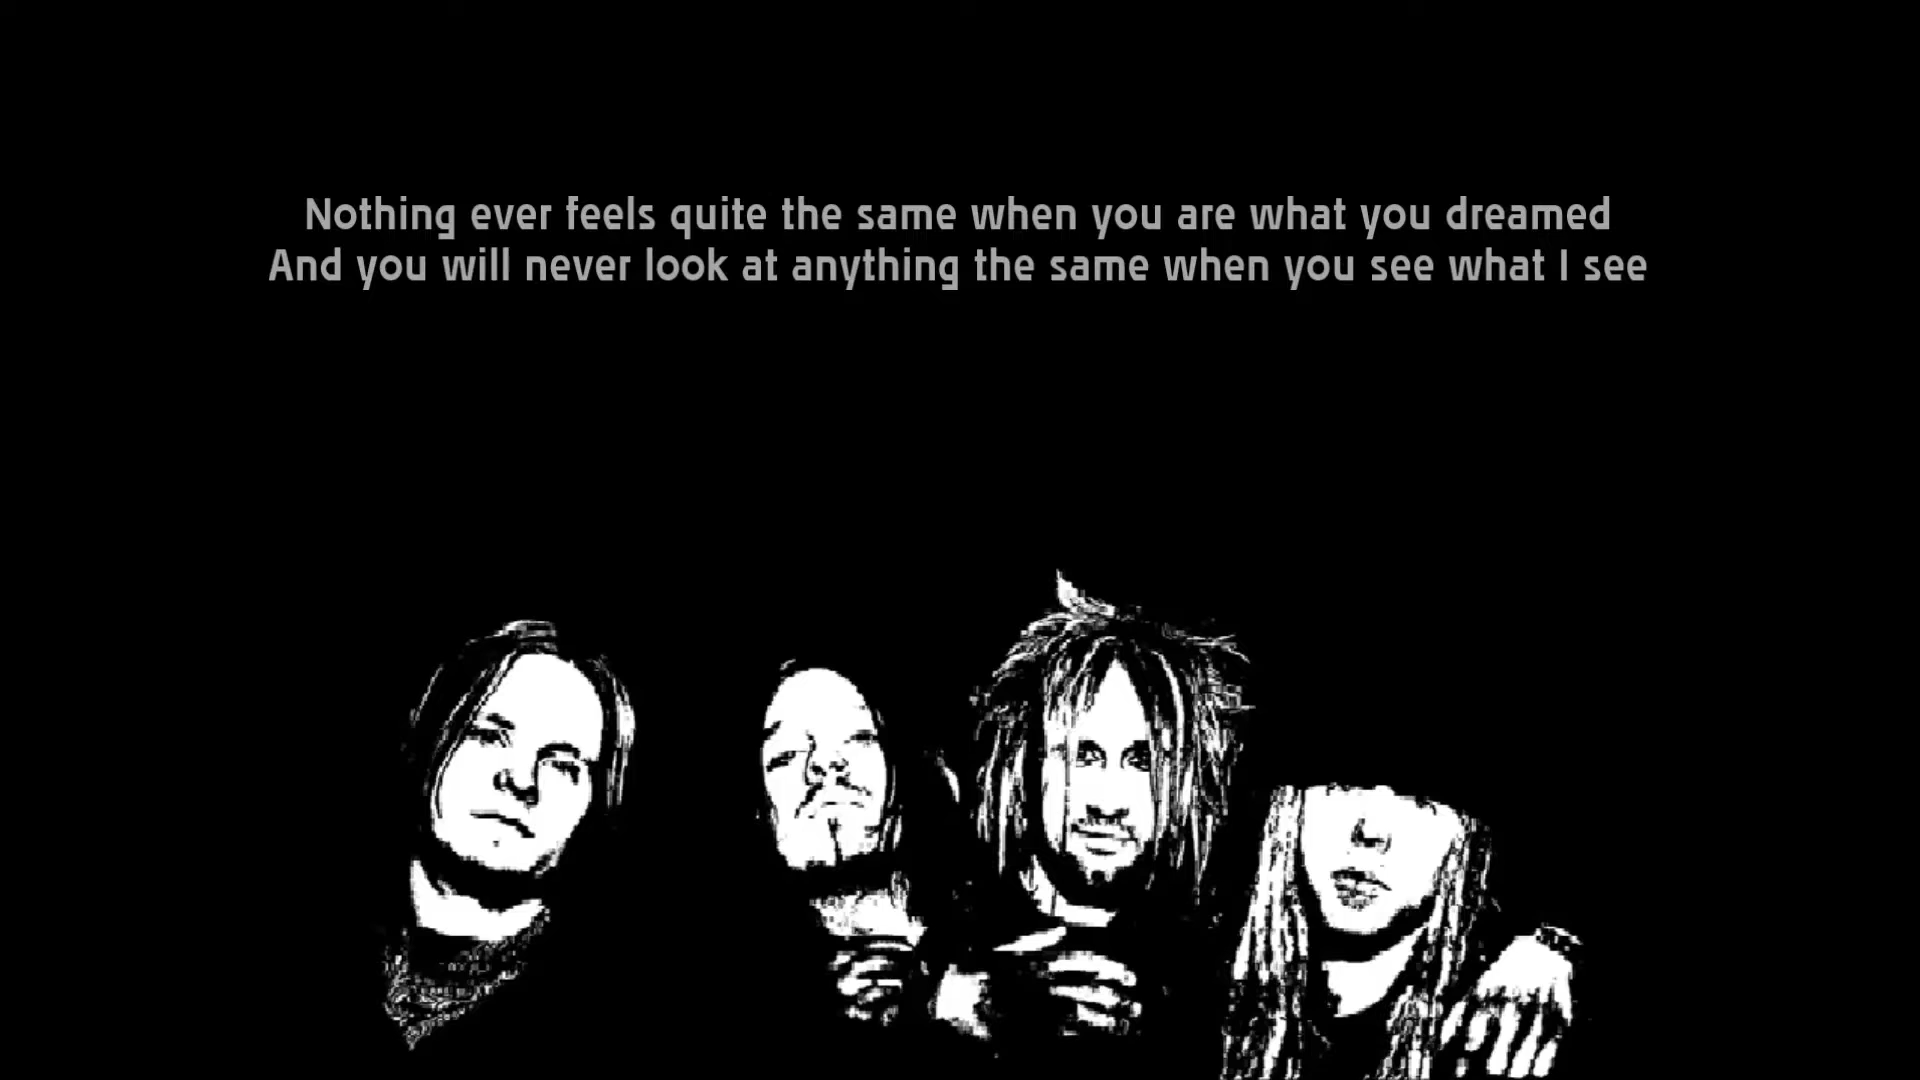 Nothing ever feels quite the same when you are what you dreamed
And you will never look at anything the same when you see what I see